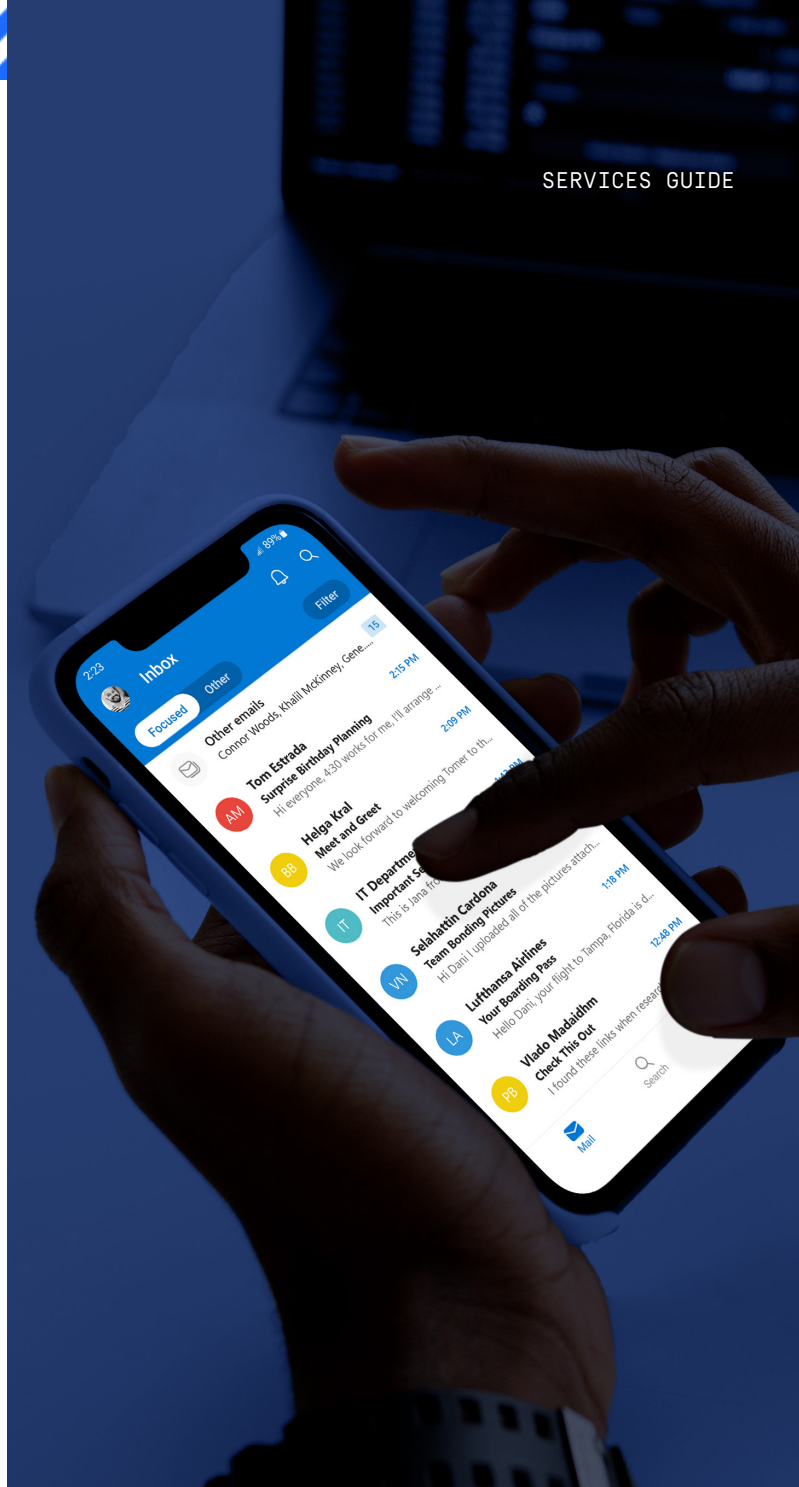 SERVICES GUIDE
2:23
89%
Inbox
Focused
Other
Filter
Other emails
15
Connor Woods, Khalil McKinney, Gene.....
AM
Tom Estrada
2:15 PM
Surprise Birthday Planning
Hi everyone, 4:30 works for me, I'll arrange ...
BB
Helga Kral
2:09 PM
Meet and Greet
We look forward to welcoming Tomer to th...
IT
IT
PM
Important
This is Jana
VN
Selahattin Cardona
Team Bonding Pictures
Hi Dani I uploaded all of the pictures attach...
LA
Lufthansa Airlines
1:18 PM
Your Boarding Pass
Hello Dani, your flight to Tampa, Florida is d...
PB
Vlado Madaidhm
12:48 PM
Check This Out
I found these links when
Mail
Search